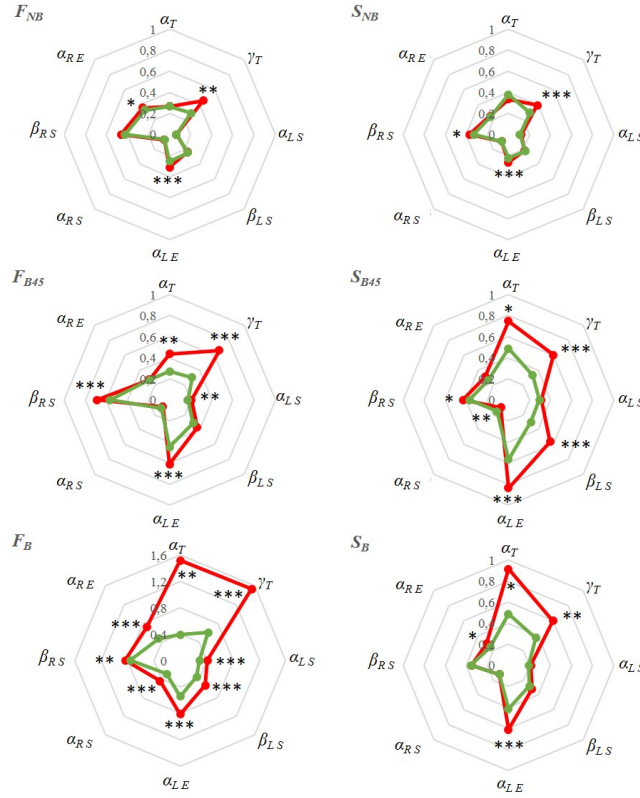 F_NB
α_T
1
0,8
0,6
0,4
0,2
0
γ_T
α_LS
β_LS
α_LE
α_RS
β_RS
α_RE
**
*
***
S_NB
α_T
1
0,8
0,6
0,4
0,2
0
γ_T
α_LS
β_LS
α_LE
α_RS
β_RS
α_RE
***
*
***
F_B45
α_T
1
0,8
0,6
0,4
0,2
0
γ_T
α_LS
β_LS
α_LE
α_RS
β_RS
α_RE
**
***
***
**
***
S_B45
α_T
1
0,8
0,6
0,4
0,2
0
γ_T
α_LS
β_LS
α_LE
α_RS
β_RS
α_RE
*
***
*
**
***
***
F_B
α_T
1,6
1,2
0,8
0,4
0
γ_T
α_LS
β_LS
α_LE
α_RS
β_RS
α_RE
**
***
***
**
***
***
***
***
S_B
α_T
1
0,8
0,6
0,4
0,2
0
γ_T
α_LS
β_LS
α_LE
α_RS
β_RS
α_RE
*
**
*
***